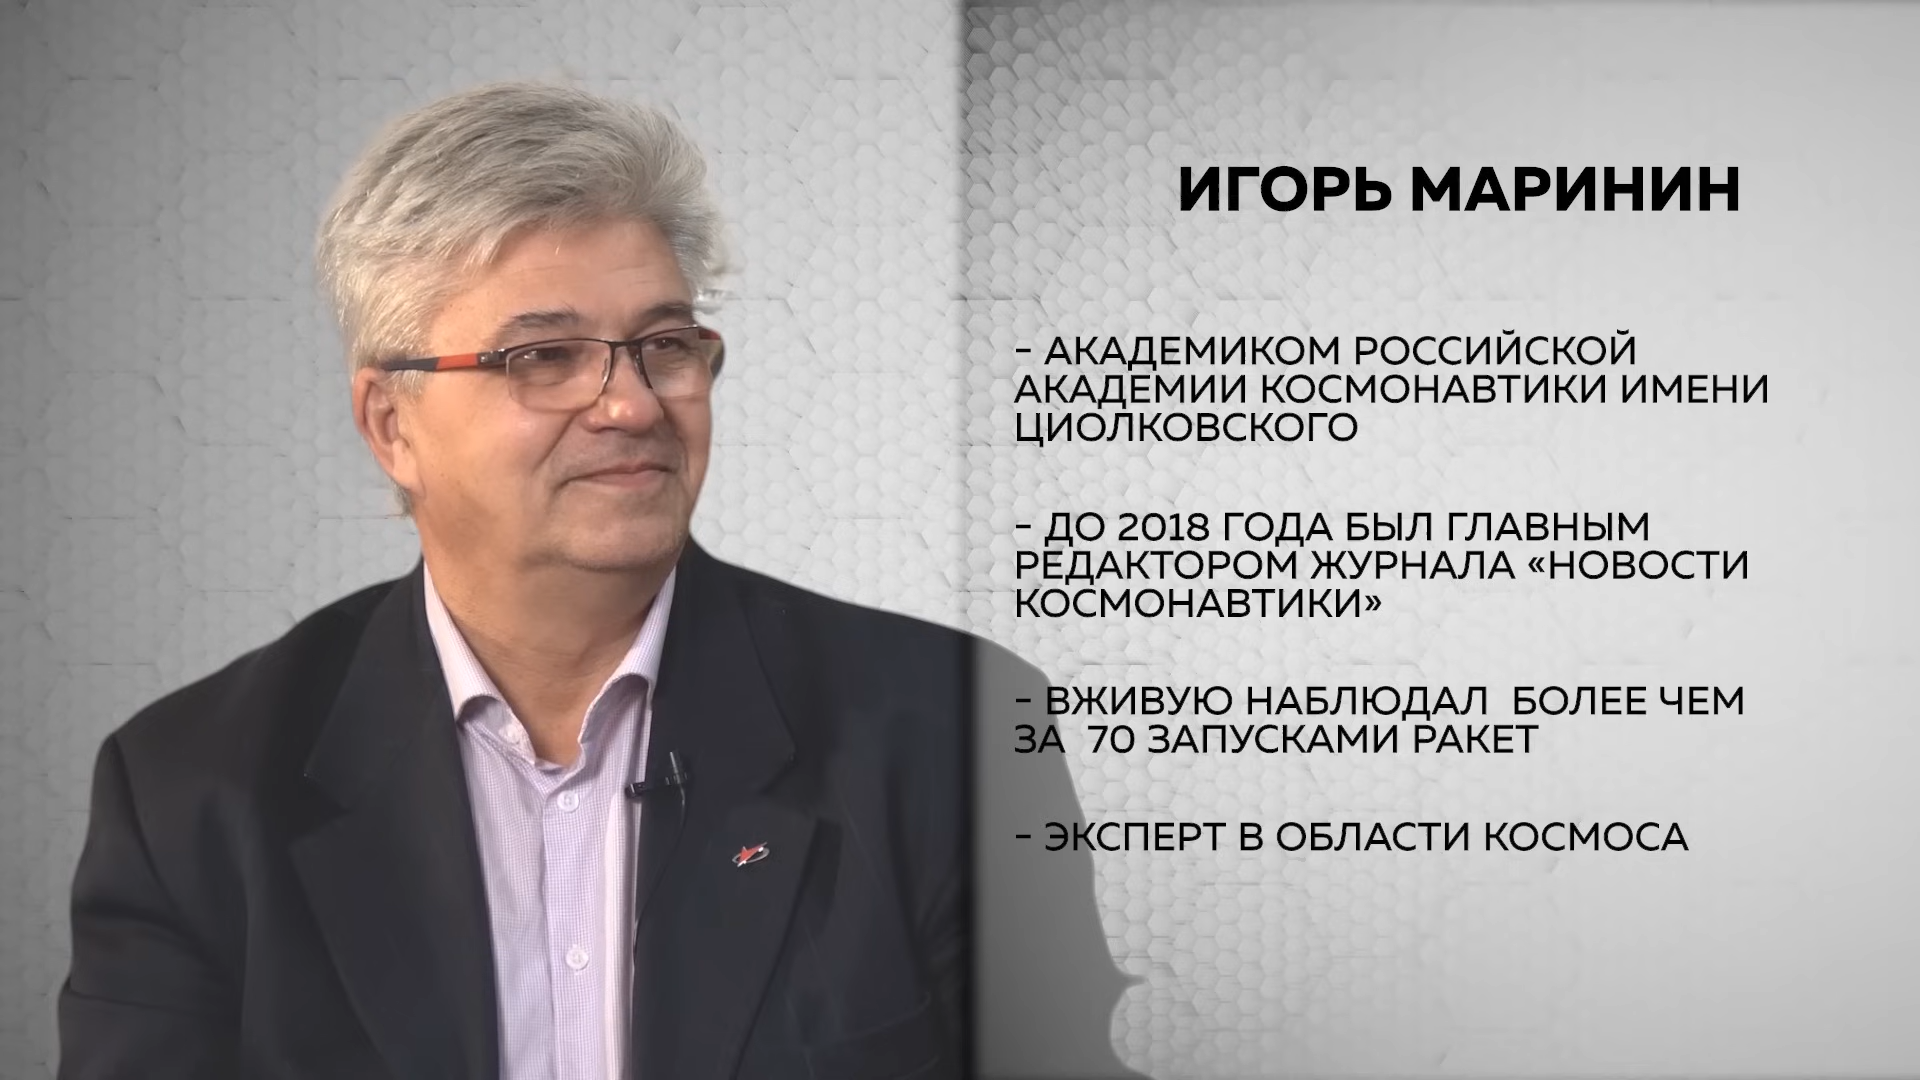 ИГОРЬ МАРИНИН
- АКАДЕМИКОМ РОССИЙСКОЙ
АКАДЕМИИ КОСМОНАВТИКИ ИМЕНИ
ЦИОЛКОВСКОГО
- ДО 2018 ГОДА БЫЛ ГЛАВНЫМ
РЕДАКТОРОМ ЖУРНАЛА «НОВОСТИ
КОСМОНАВТИКИ»
- ВЖИВУЮ НАБЛЮДАЛ БОЛЕЕ ЧЕМ
ЗА 70 ЗАПУСКАМИ РАКЕТ
- ЭКСПЕРТ В ОБЛАСТИ КОСМОСА